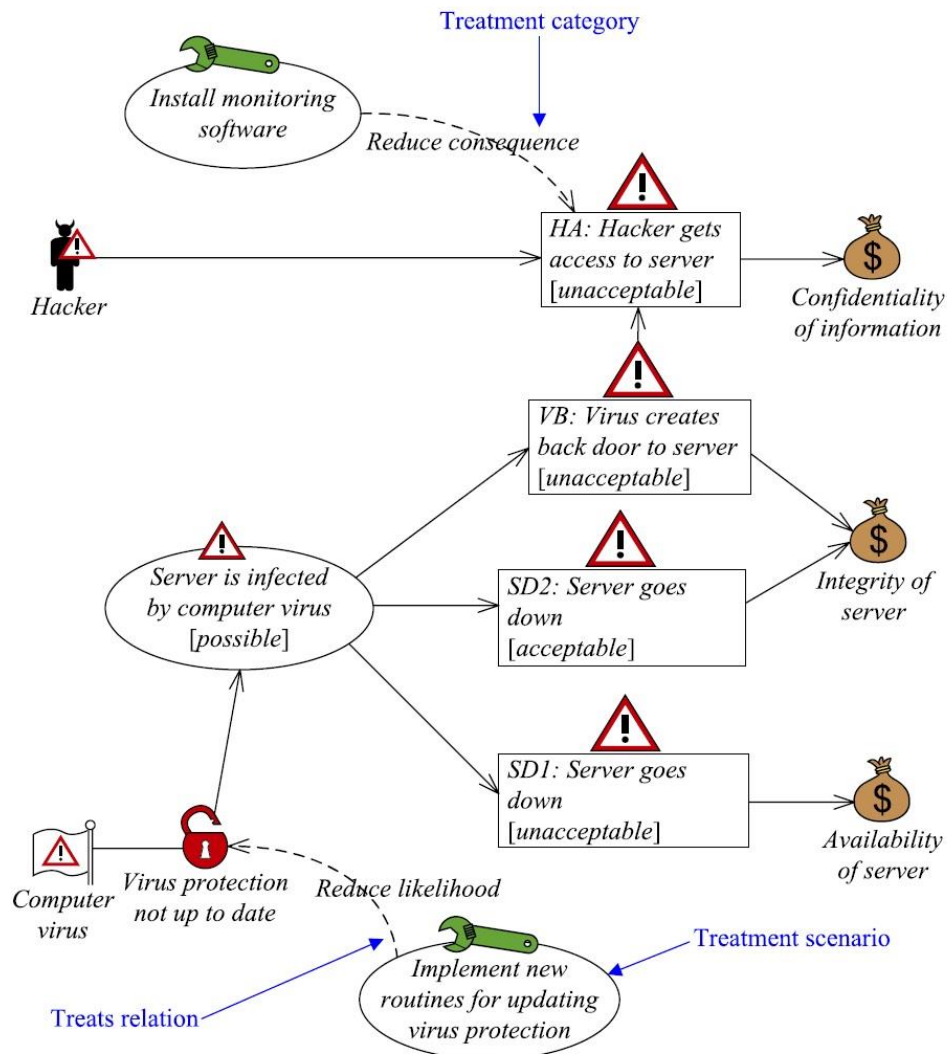 Treatment category
Install monitoring
software
Reduce consequence
HA: Hacker gets
access to server
[unacceptable]
Hacker
$
Confidentiality
of information
VB: Virus creates
back door to server
[unacceptable]
Server is infected
by computer virus
[possible]
SD2: Server goes
down
[acceptable]
$
Integrity of
server
SD1: Server goes
down
[unacceptable]
$
Availability
of server
Computer
virus
Virus protection
not up to date
Reduce likelihood
Treats relation
Implement new
routines for updating
virus protection
Treatment scenario